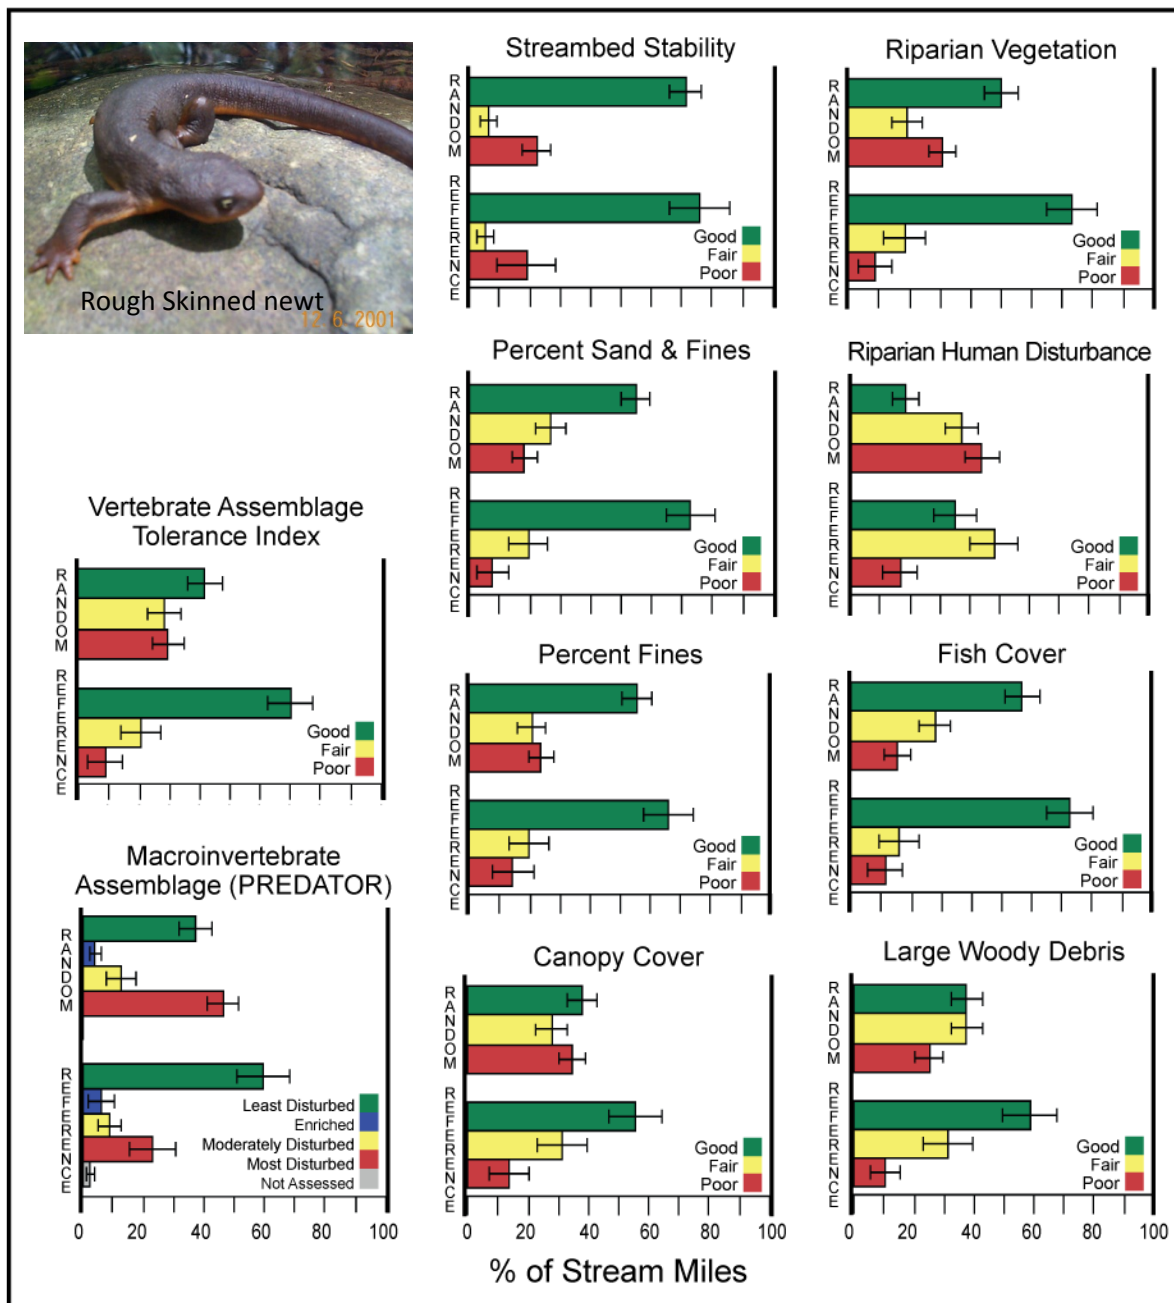 Rough Skinned newt
12 6 2001
Streambed Stability
RANDOM
REFERENCE
Good
Fair
Poor
Riparian Vegetation
RANDOM
REFERENCE
Good
Fair
Poor
Percent Sand & Fines
RANDOM
REFERENCE
Good
Fair
Poor
Riparian Human Disturbance
RANDOM
REFERENCE
Good
Fair
Poor
Vertebrate Assemblage
Tolerance Index
RANDOM
REFERENCE
Good
Fair
Poor
Percent Fines
RANDOM
REFERENCE
Good
Fair
Poor
Fish Cover
RANDOM
REFERENCE
Good
Fair
Poor
Macroinvertebrate
Assemblage (PREDATOR)
RANDOM
REFERENCE
Least Disturbed
Enriched
Moderately Disturbed
Most Disturbed
Not Assessed
0 20 40 60 80 100
Canopy Cover
RANDOM
REFERENCE
Good
Fair
Poor
0 20 40 60 80 100
Large Woody Debris
RANDOM
REFERENCE
Good
Fair
Poor
0 20 40 60 80 100
% of Stream Miles